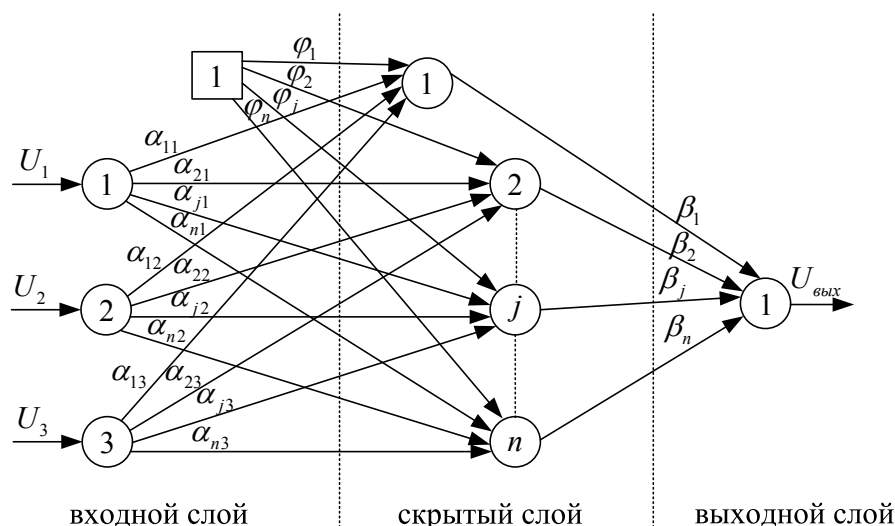 φ₁
1
φ₂
1
φⱼ
φₙ
α₁₁
U₁
α₂₁
1
2
αⱼ₁
αₙ₁
β₁
α₁₂
α₂₂
β₂
U₂
αⱼ₂
βⱼ
Uвых
2
j
1
αₙ₂
βₙ
α₁₃
α₂₃
αⱼ₃
U₃
αₙ₃
3
n
входной слой
скрытый слой
выходной слой